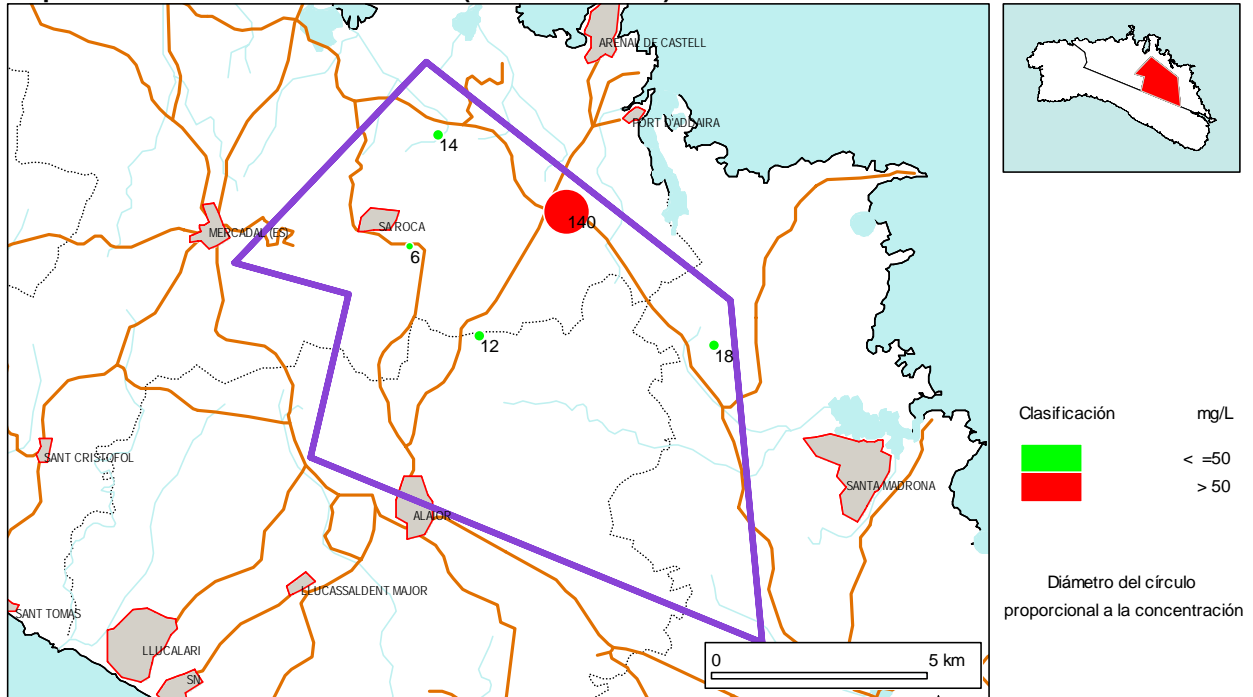 ARENAL DE CASTELL
PORT D'ADDAIRA
14
140
SA ROCA
MERCADAL (ES)
6
12
18
Clasificación mg/L
< =50
> 50
SANT CRISTOFOL
SANTA MADRONA
ALAIOR
Diámetro del círculo
proporcional a la concentración
LLUCASSALDENT MAJOR
SANT TOMAS
LLUCALARI
SN
0 5 km